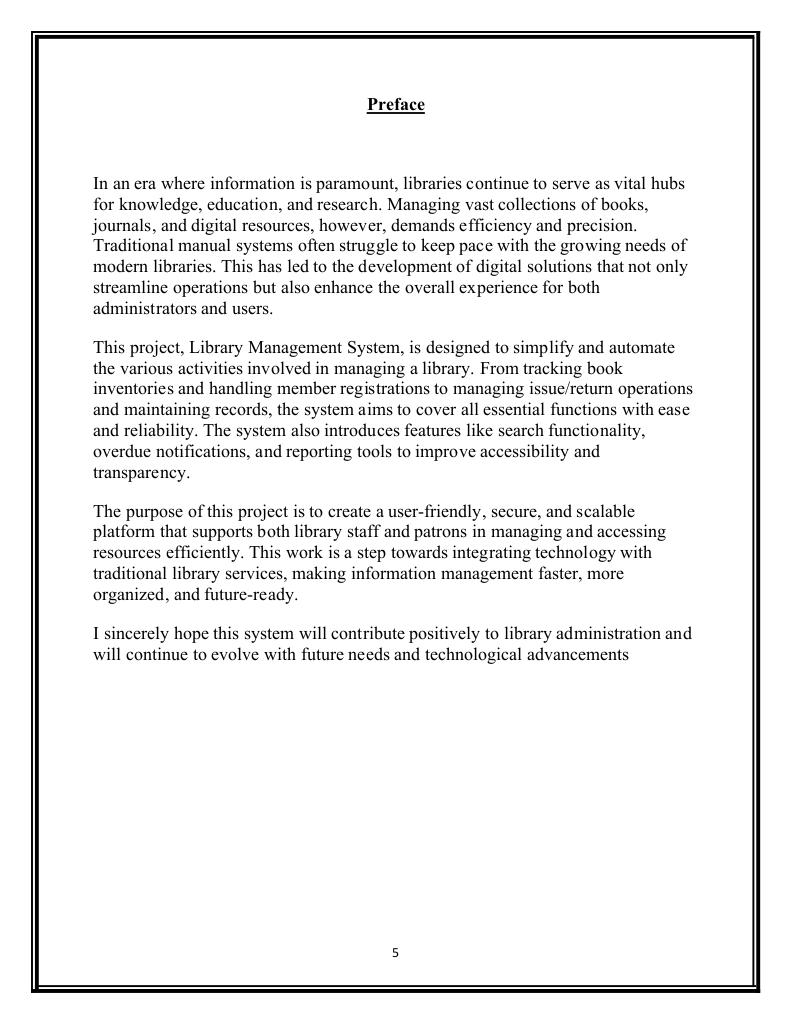 Preface
In an era where information is paramount, libraries continue to serve as vital hubs
for knowledge, education, and research. Managing vast collections of books,
journals, and digital resources, however, demands efficiency and precision.
Traditional manual systems often struggle to keep pace with the growing needs of
modern libraries. This has led to the development of digital solutions that not only
streamline operations but also enhance the overall experience for both
administrators and users.
This project, Library Management System, is designed to simplify and automate
the various activities involved in managing a library. From tracking book
inventories and handling member registrations to managing issue/return operations
and maintaining records, the system aims to cover all essential functions with ease
and reliability. The system also introduces features like search functionality,
overdue notifications, and reporting tools to improve accessibility and
transparency.
The purpose of this project is to create a user-friendly, secure, and scalable
platform that supports both library staff and patrons in managing and accessing
resources efficiently. This work is a step towards integrating technology with
traditional library services, making information management faster, more
organized, and future-ready.
I sincerely hope this system will contribute positively to library administration and
will continue to evolve with future needs and technological advancements
5